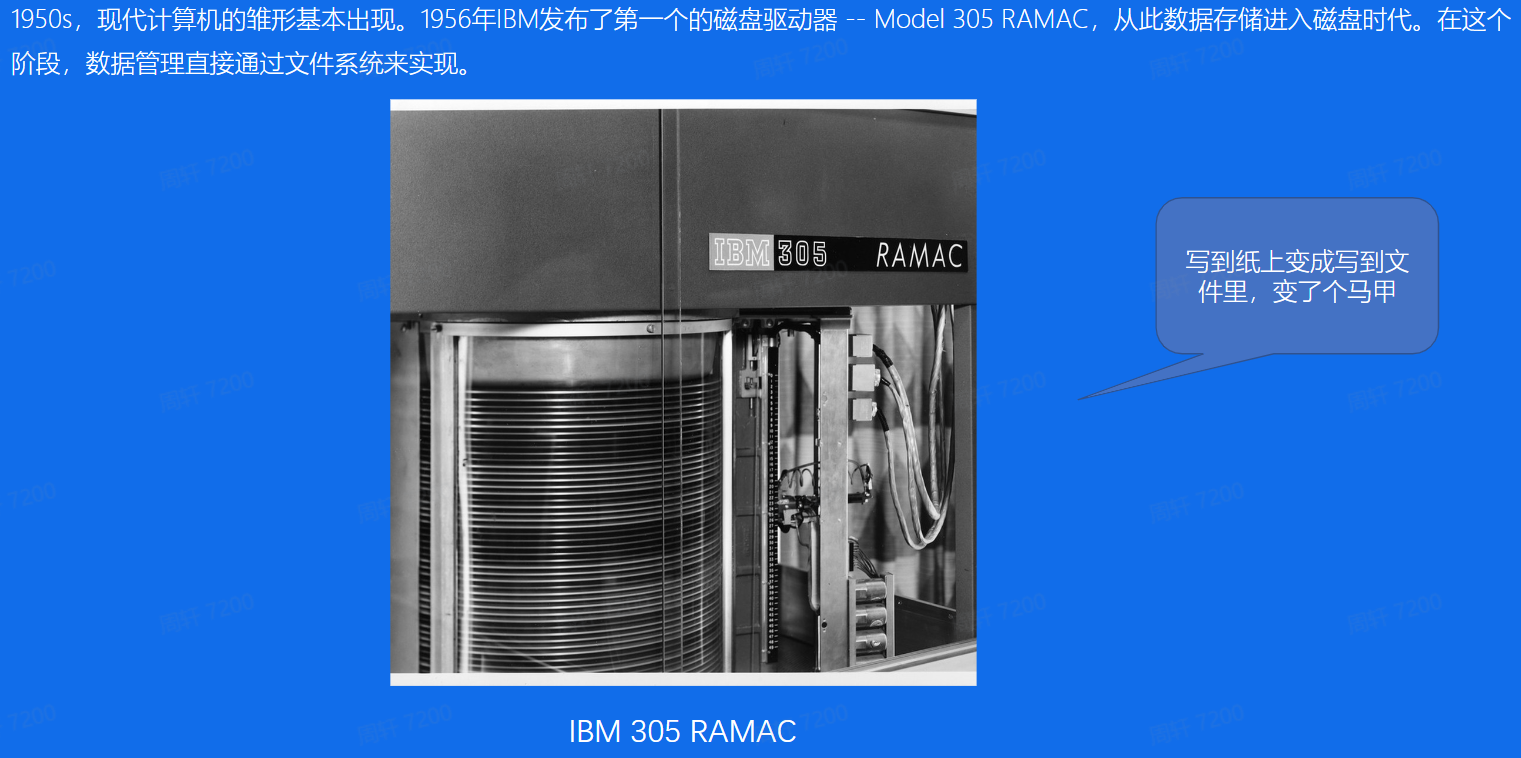 1950s，现代计算机的雏形基本出现。1956年IBM发布了第一个的磁盘驱动器 -- Model 305 RAMAC，从此数据存储进入磁盘时代。在这个
阶段，数据管理直接通过文件系统来实现。
IBM 305 RAMAC
写到纸上变成写到文
件里，变了个马甲
IBM 305 RAMAC
周轩 7200